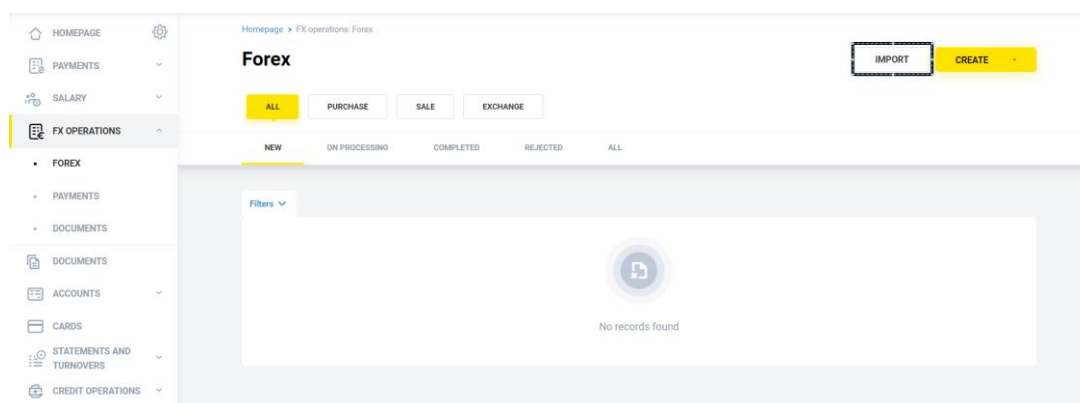 HOMEPAGE
PAYMENTS
SALARY
FX OPERATIONS
FOREX
PAYMENTS
DOCUMENTS
DOCUMENTS
ACCOUNTS
CARDS
STATEMENTS AND
TURNOVERS
CREDIT OPERATIONS
Homepage > FX operations: Forex
Forex
IMPORT
CREATE
ALL
PURCHASE
SALE
EXCHANGE
NEW
ON PROCESSING
COMPLETED
REJECTED
ALL
Filters
No records found